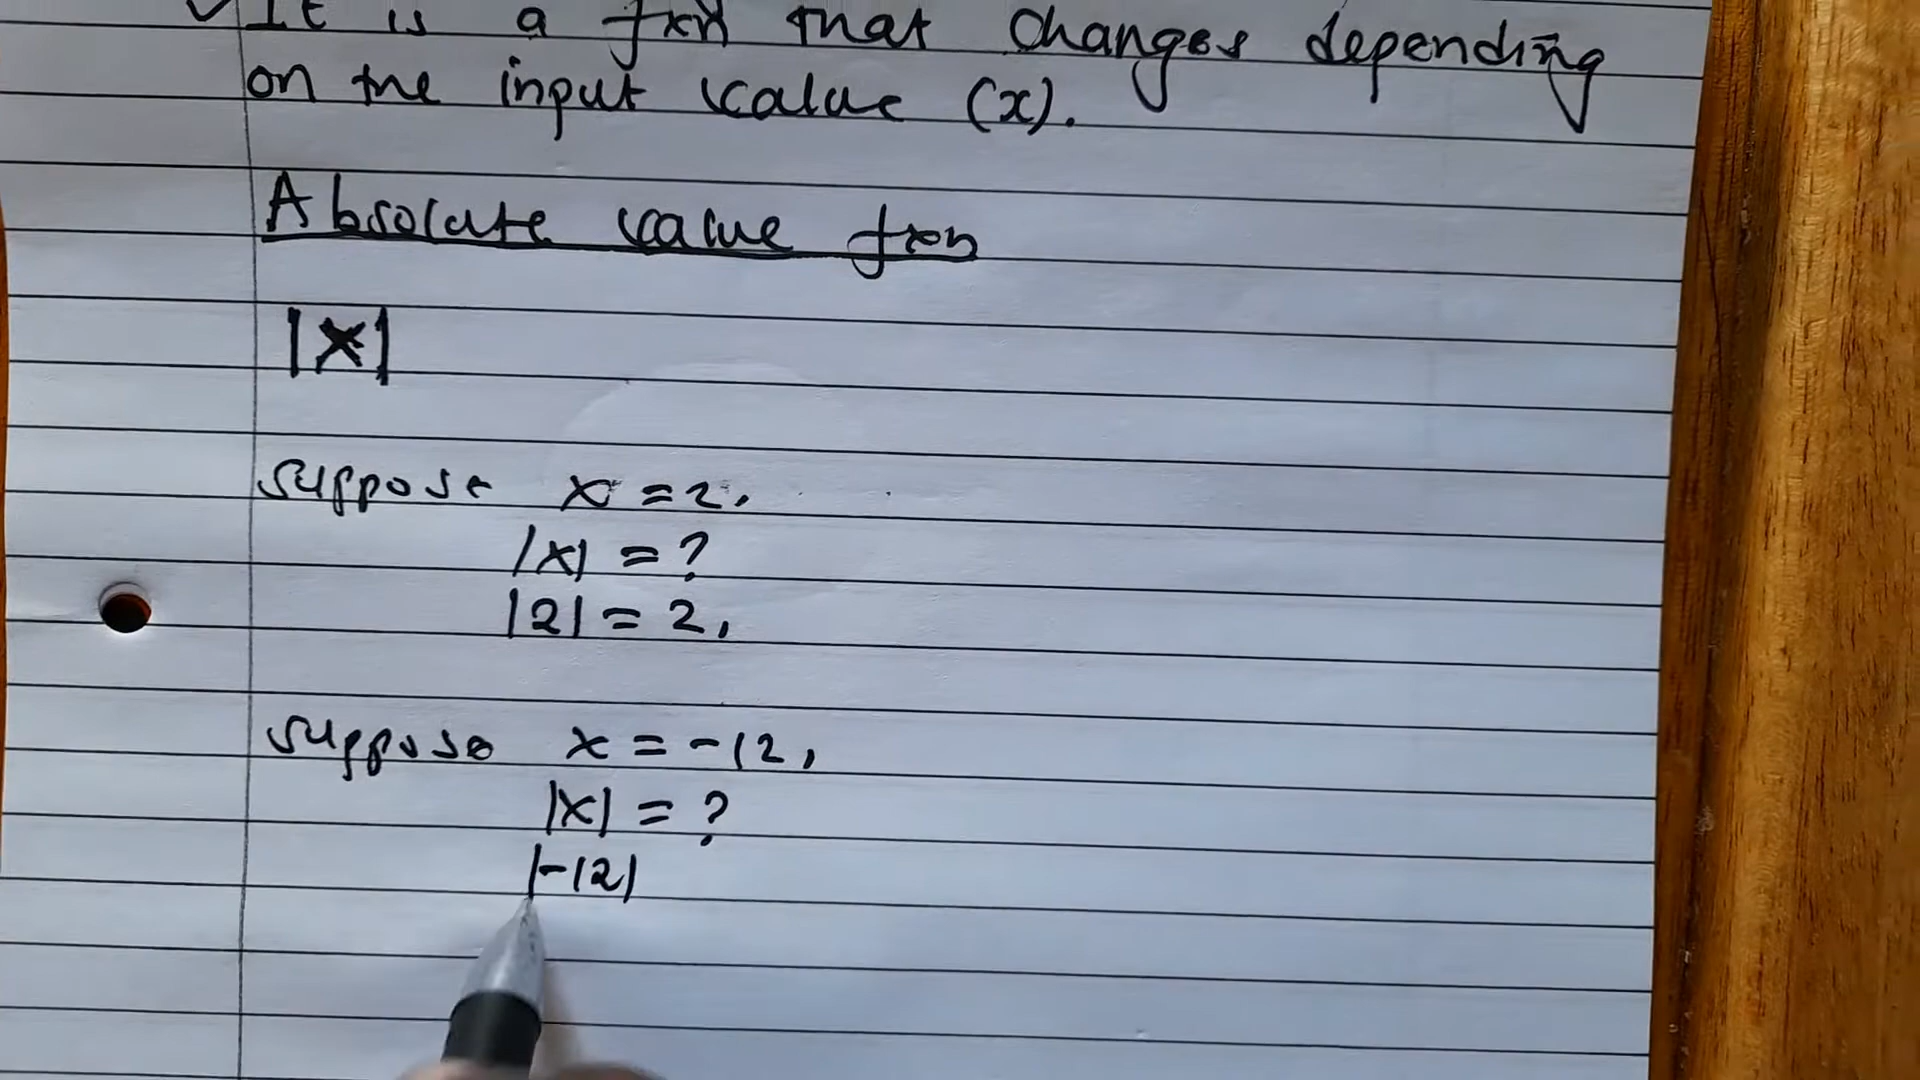 It is a fxn that changes depending
on the input value (x).
Absolute value fxn
|x|
suppose x = 2,
|x| = ?
|2| = 2,
suppose x = -12,
|x| = ?
|-12|